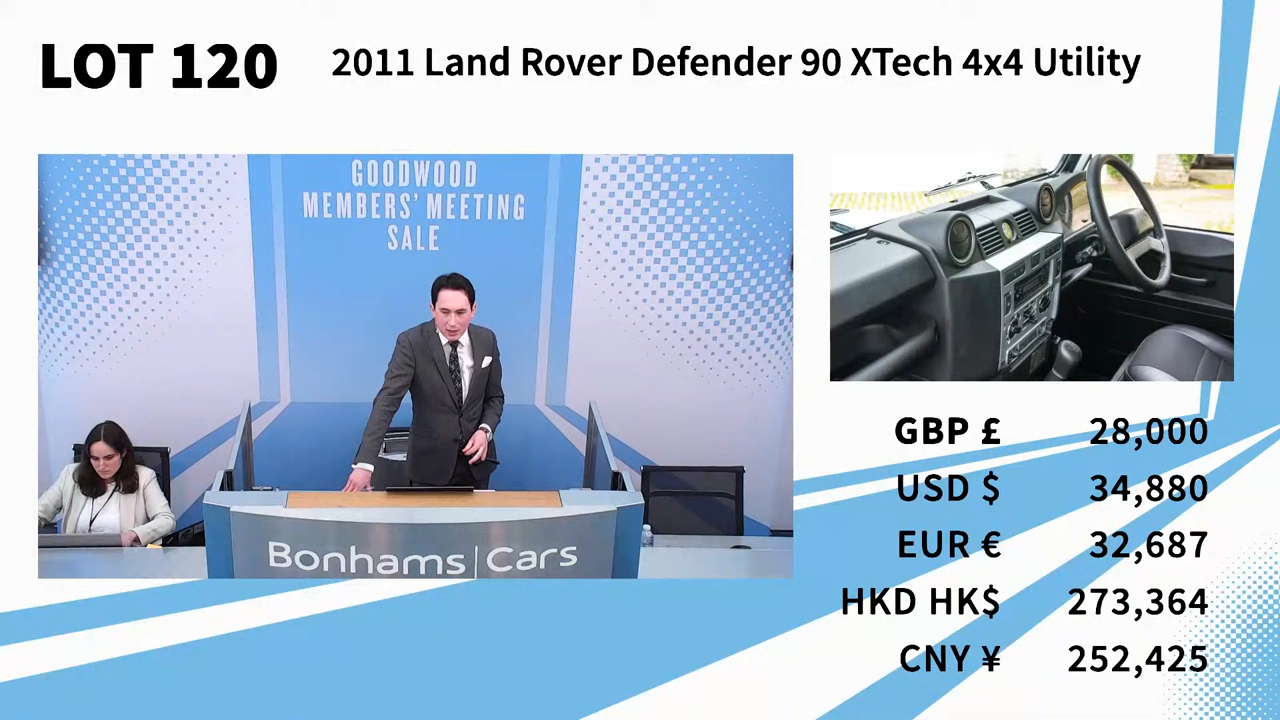 LOT 120
2011 Land Rover Defender 90 XTech 4x4 Utility
GOODWOOD
MEMBERS' MEETING
SALE
Bonhams|Cars
GBP £ 28,000
USD $ 34,880
EUR € 32,687
HKD HK$ 273,364
CNY ¥ 252,425